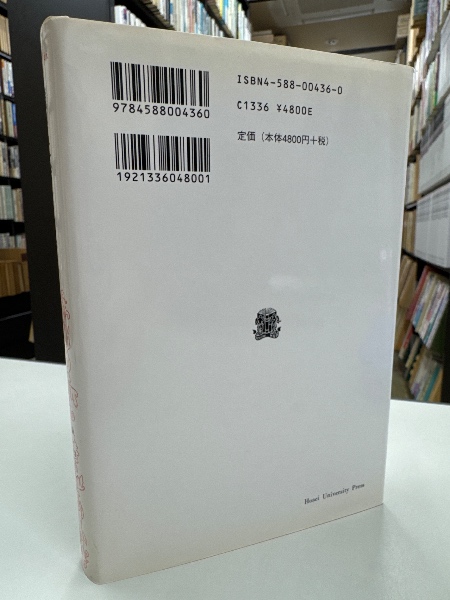 ISBN4-588-00436-0
9784588004360
C1336 ¥4800E
定価（本体4800円+税）
1921336048001
Hosei University Press